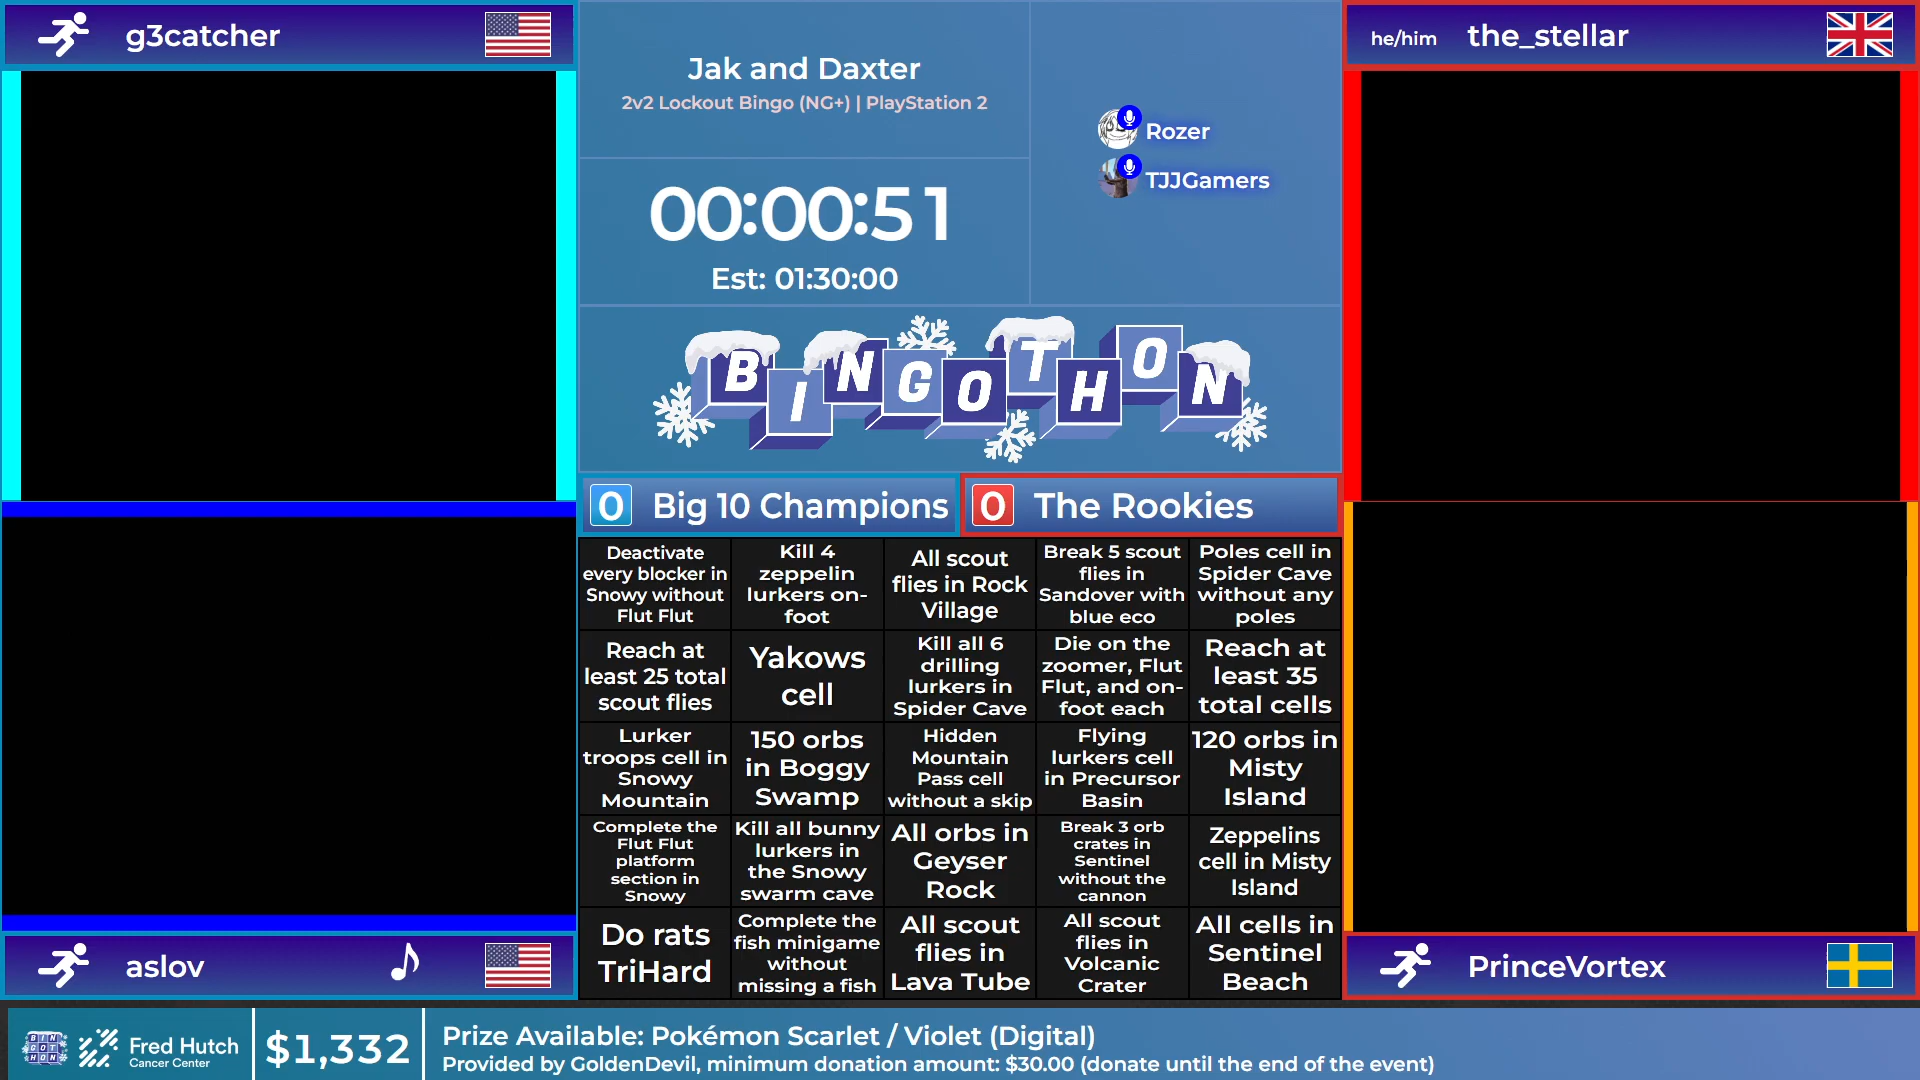 g3catcher
Jak and Daxter
2v2 Lockout Bingo (NG+) | PlayStation 2
00:00:51
Est: 01:30:00
Rozer
TJJGamers
he/him the_stellar
BINGOTHON
0 Big 10 Champions
0 The Rookies
Deactivate
every blocker in
Snowy without
Flut Flut
Kill 4
zeppelin
lurkers on-
foot
All scout
flies in Rock
Village
Break 5 scout
flies in
Sandover with
blue eco
Poles cell in
Spider Cave
without any
poles
Reach at
least 25 total
scout flies
Yakows
cell
Kill all 6
drilling
lurkers in
Spider Cave
Die on the
zoomer, Flut
Flut, and on-
foot each
Reach at
least 35
total cells
Lurker
troops cell in
Snowy
Mountain
150 orbs
in Boggy
Swamp
Hidden
Mountain
Pass cell
without a skip
Flying
lurkers cell
in Precursor
Basin
120 orbs in
Misty
Island
Complete the
Flut Flut
platform
section in
Snowy
Kill all bunny
lurkers in
the Snowy
swarm cave
All orbs in
Geyser
Rock
Break 3 orb
crates in
Sentinel
without the
cannon
Zeppelins
cell in Misty
Island
Do rats
TriHard
Complete the
fish minigame
without
missing a fish
All scout
flies in
Lava Tube
All scout
flies in
Volcanic
Crater
All cells in
Sentinel
Beach
aslov
PrinceVortex
BINGOTHON
Fred Hutch
Cancer Center
$1,332
Prize Available: Pokémon Scarlet / Violet (Digital)
Provided by GoldenDevil, minimum donation amount: $30.00 (donate until the end of the event)